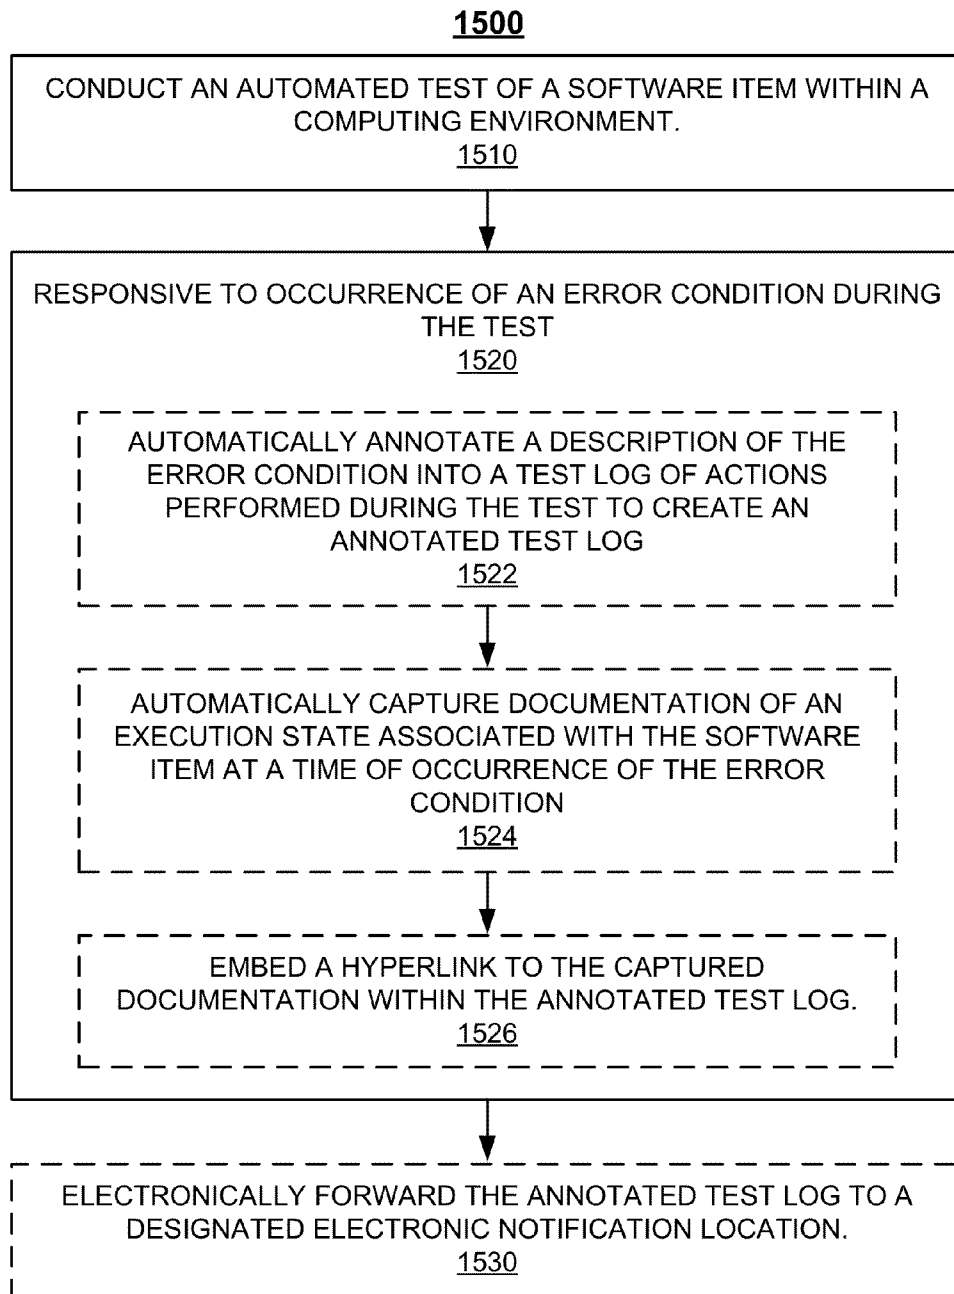 1500
CONDUCT AN AUTOMATED TEST OF A SOFTWARE ITEM WITHIN A
COMPUTING ENVIRONMENT.
1510
RESPONSIVE TO OCCURRENCE OF AN ERROR CONDITION DURING
THE TEST
1520
AUTOMATICALLY ANNOTATE A DESCRIPTION OF THE
ERROR CONDITION INTO A TEST LOG OF ACTIONS
PERFORMED DURING THE TEST TO CREATE AN
ANNOTATED TEST LOG
1522
AUTOMATICALLY CAPTURE DOCUMENTATION OF AN
EXECUTION STATE ASSOCIATED WITH THE SOFTWARE
ITEM AT A TIME OF OCCURRENCE OF THE ERROR
CONDITION
1524
EMBED A HYPERLINK TO THE CAPTURED
DOCUMENTATION WITHIN THE ANNOTATED TEST LOG.
1526
ELECTRONICALLY FORWARD THE ANNOTATED TEST LOG TO A
DESIGNATED ELECTRONIC NOTIFICATION LOCATION.
1530